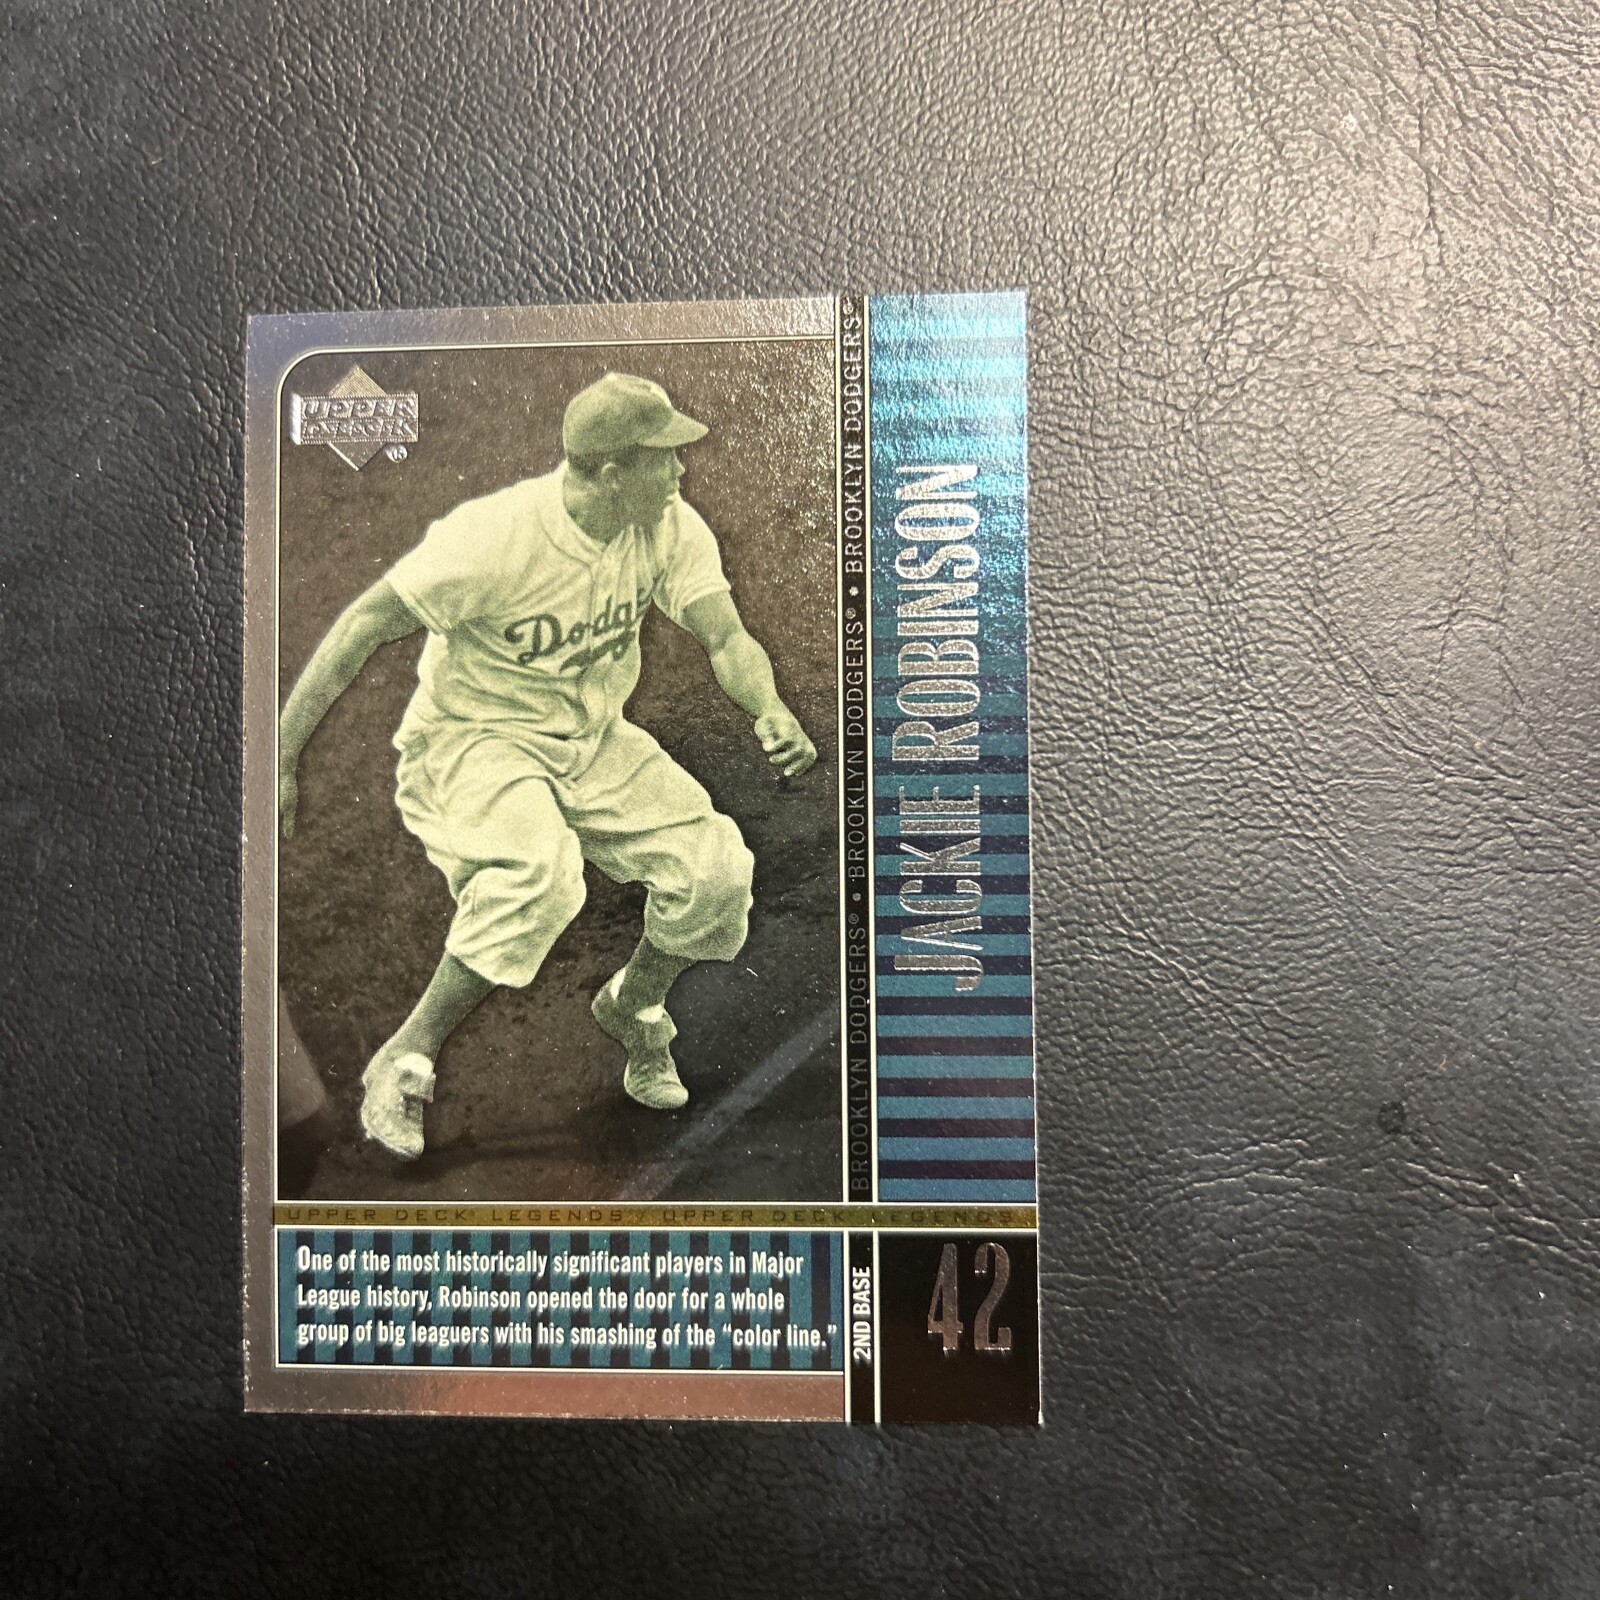 UPPER
DECK®
Dodge
BROOKLYN DODGERS® • BROOKLYN DODGERS® • BROOKLYN DODGERS®
JACKIE ROBINSON
UPPER DECK LEGENDS / UPPER DECK LEGENDS
One of the most historically significant players in Major
League history, Robinson opened the door for a whole
group of big leaguers with his smashing of the “color line.”
2ND BASE
42